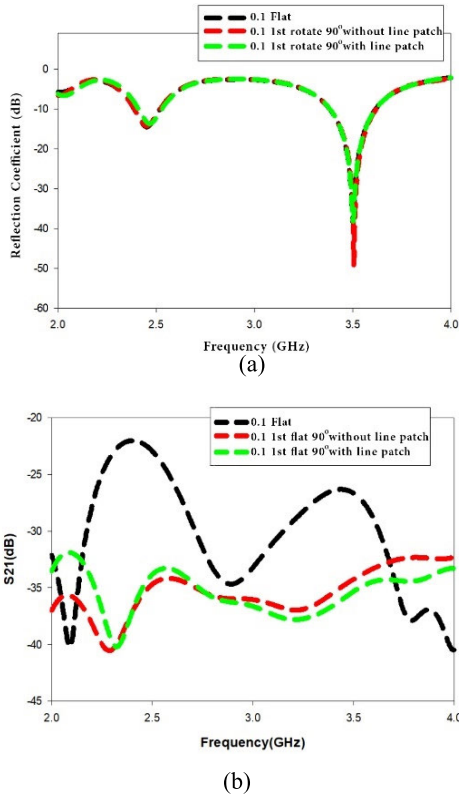 0.1 Flat
0.1 1st rotate 90°without line patch
0.1 1st rotate 90°with line patch
Reflection Coefficient (dB)
0
-10
-20
-30
-40
-50
-60
2.0 2.5 3.0 3.5 4.0
Frequency (GHz)
(a)
0.1 Flat
0.1 1st flat 90°without line patch
0.1 1st flat 90°with line patch
S21(dB)
-20
-25
-30
-35
-40
-45
2.0 2.5 3.0 3.5 4.0
Frequency(GHz)
(b)